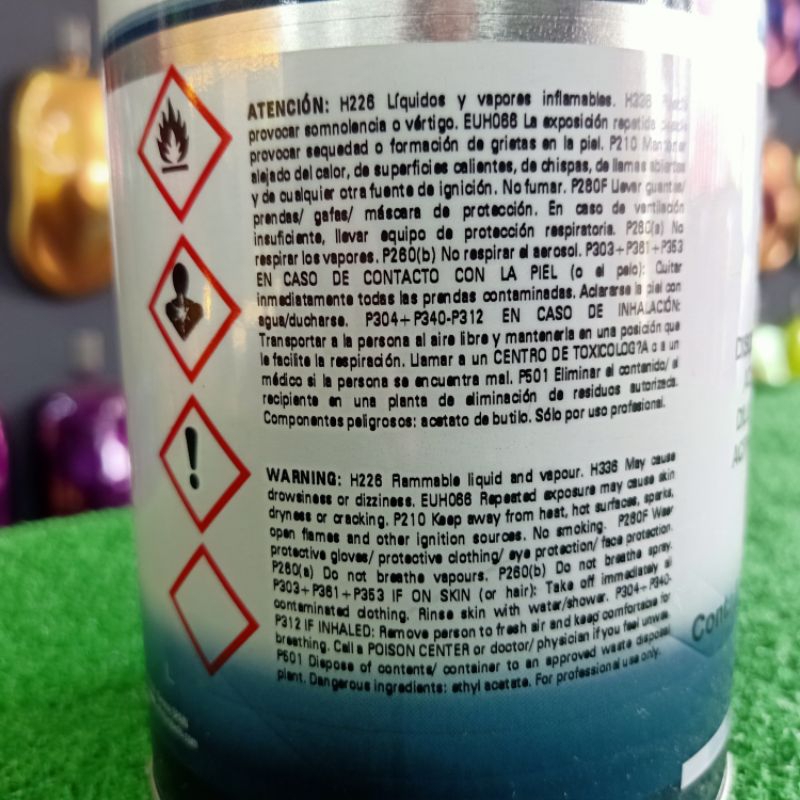 ATENCIÓN: H226 Líquidos y vapores inflamables. H336
provocar somnolencia o vértigo. EUH066 La exposición repetida
provocar sequedad o formación de grietas en la piel. P210 Mantener
alejado del calor, de superficies calientes, de chispas, de llamas abiertas
y de cualquier otra fuente de ignición. No fumar. P280F Llevar guantes/
prendas/ gafas/ máscara de protección. En caso de ventilación
insuficiente, llevar equipo de protección respiratoria. P260(a) No
respirar los vapores. P260(b) No respirar el aerosol. P303+P361+P353
EN CASO DE CONTACTO CON LA PIEL (o el pelo): Quitar
inmediatamente todas las prendas contaminadas. Aclararse la piel con
agua/ducharse. P304+P340-P312 EN CASO DE INHALACIÓN:
Transportar a la persona al aire libre y mantenerla en una posición que
le facilite la respiración. Llamar a un CENTRO DE TOXICOLOG?A o a un
médico si la persona se encuentra mal. P501 Eliminar el contenido/ el
recipiente en una planta de eliminación de residuos autorizada.
Componentes peligrosos: acetato de butilo. Sólo por uso profesional.
WARNING: H226 Flammable liquid and vapour. H336 May cause
drowsiness or dizziness. EUH066 Repeated exposure may cause skin
dryness or cracking. P210 Keep away from heat, hot surfaces, sparks,
open flames and other ignition sources. No smoking. P280F Wear
protective gloves/ protective clothing/ eye protection/ face protection.
P260(a) Do not breathe vapours. P260(b) Do not breathe spray.
P303+P361+P353 IF ON SKIN (or hair): Take off immediately all
contaminated clothing. Rinse skin with water/shower. P304+P340-
P312 IF INHALED: Remove person to fresh air and keep comfortable for
breathing. Call a POISON CENTER or doctor/ physician if you feel unwell.
P501 Dispose of contents/ container to an approved waste disposal
plant. Dangerous ingredients: ethyl acetate. For professional use only.